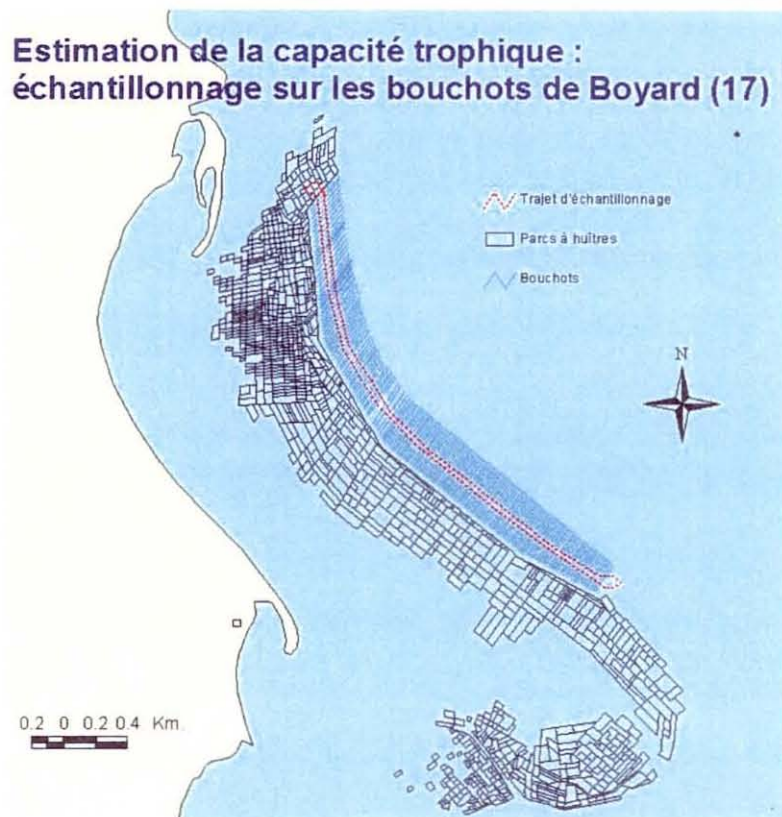 Estimation de la capacité trophique :
échantillonnage sur les bouchots de Boyard (17)
Trajet d'échantillonnage
Parcs à huîtres
Bouchots
N
0.2 0 0.2 0.4 Km